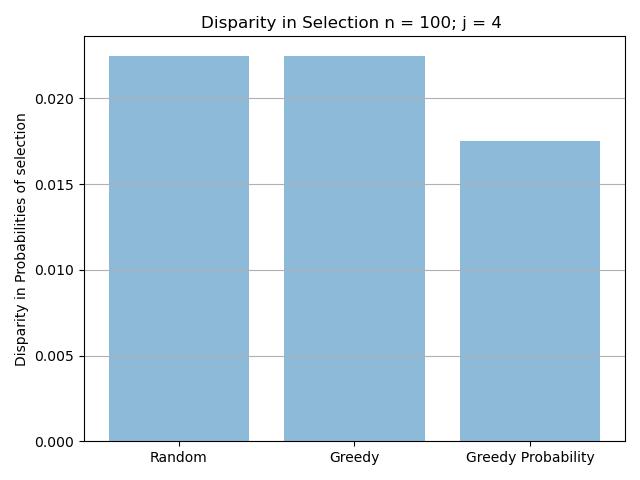 Disparity in Selection n = 100; j = 4
Disparity in Probabilities of selection
0.020
0.015
0.010
0.005
0.000
Random
Greedy
Greedy Probability